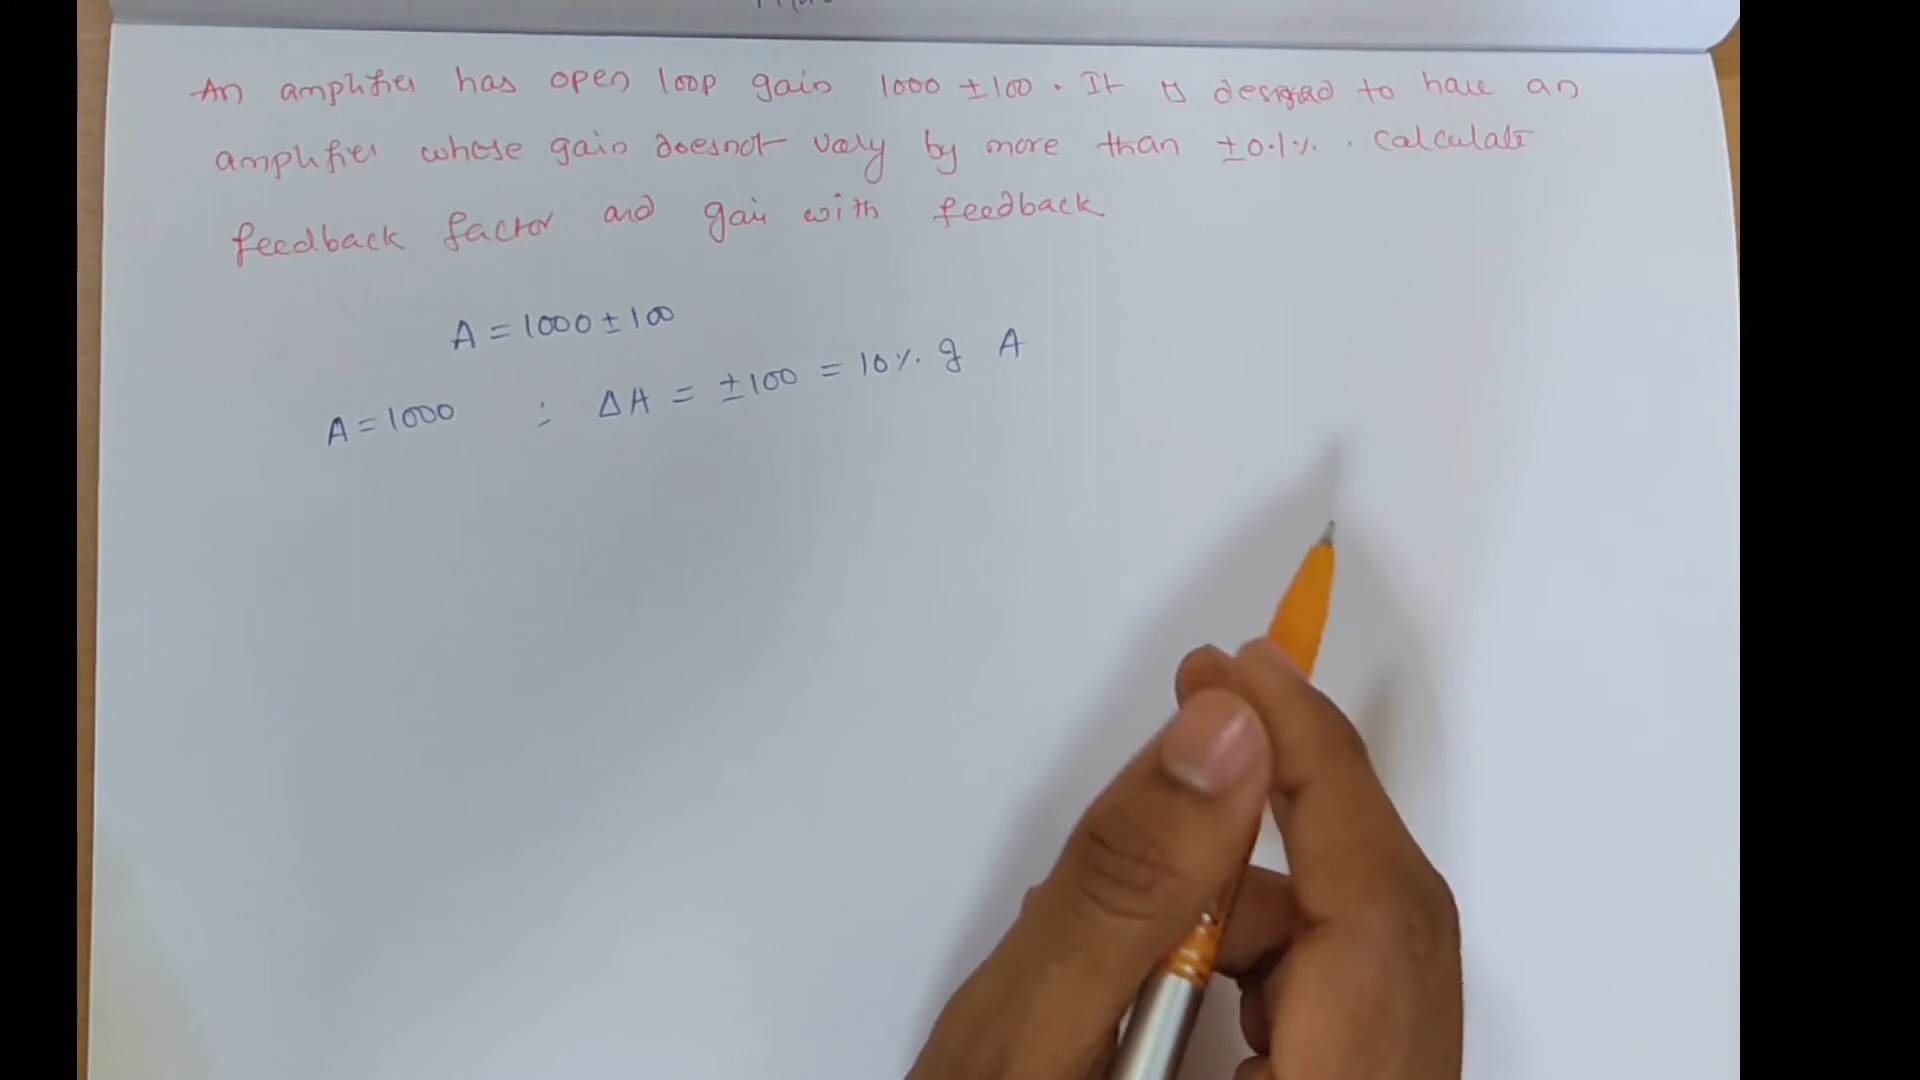 An amplifier has open loop gain 1000 ±100. It is designed to have an
amplifier whose gain doesnot vary by more than ±0.1%. Calculate
feedback factor and gain with feedback
A = 1000 ± 100
A = 1000 ; ΔA = ±100 = 10% of A